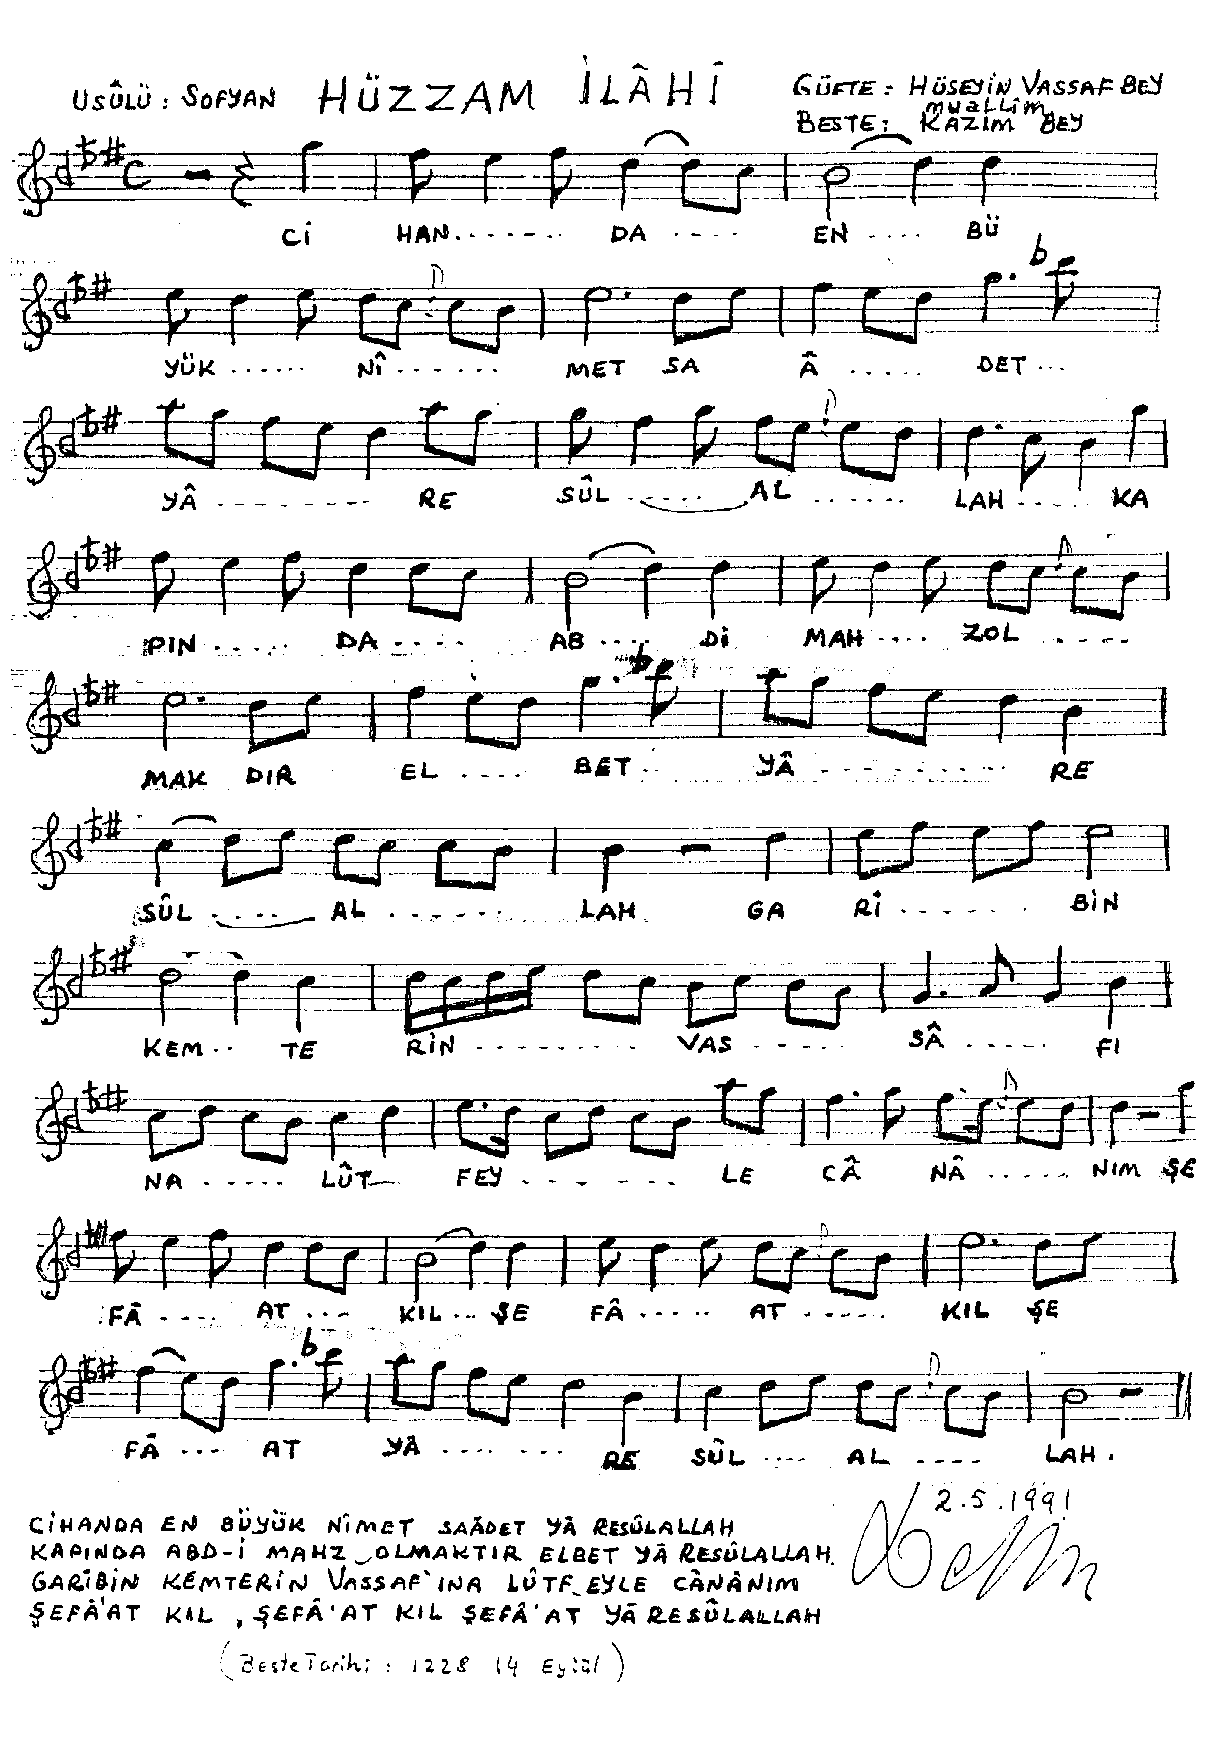 USÛLÜ : SOFYAN HÜZZAM İLÂHİ GÜFTE : HÜSEYİN VASSAF BEY
BESTE : muallim KAZIM BEY
Cİ HAN....... DA .... EN .... BÜ
YÜK ...... NÎ ....... MET SA Â ..... DET ...
YÂ ......... RE SÛL ...... AL ...... LAH ..... KA
PIN ..... DA .... AB .... Dİ MAH ... ZOL .....
MAK DIR EL .... BET .. YÂ ......... RE
SÛL ..... AL ....... LAH GA RÎ ....... BİN
KEM.. TE RİN ......... VAS ..... SÂ ..... FI
NA ..... LÛT FEY ....... LE CÂ NÂ ..... NIM ŞE
FÂ .... AT ... KIL ... ŞE FÂ ..... AT ...... KIL ŞE
FÂ ... AT YÂ ....... RE SÛL .... AL .... LAH .
2.5.1991
CİHANDA EN BÜYÜK NÎMET SAÂDET YÂ RESÛLALLAH
KAPINDA ABD-İ MAHZ OLMAKTIR ELBET YÂ RESÛLALLAH.
GARÎBİN KEMTERİN VASSAF'INA LÛTF EYLE CÂNÂNIM
ŞEFÂ'AT KIL , ŞEFÂ'AT KIL ŞEFÂ'AT YÂ RESÛLALLAH
(Beste Tarihi : 1228 14 Eylül)